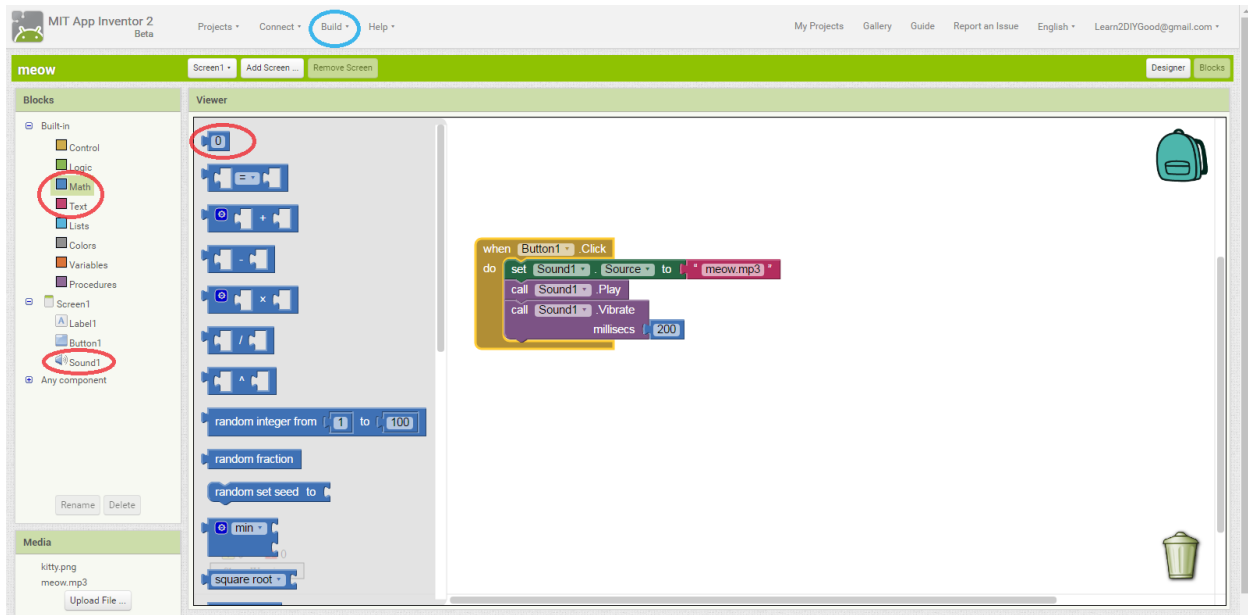 MIT App Inventor 2
Beta
Projects Connect Build Help My Projects Gallery Guide Report an Issue English Learn2DIYGood@gmail.com
meow Screen1 Add Screen ... Remove Screen Designer Blocks
Blocks
Built-in
Control
Logic
Math
Text
Lists
Colors
Variables
Procedures
Screen1
A Label1
Button1
Sound1
Any component
Rename Delete
Media
kitty.png
meow.mp3
Upload File ...
Viewer
0
=
+
-
×
/
^
random integer from 1 to 100
random fraction
random set seed to
min
0
square root
when Button1 .Click
do set Sound1 . Source to " meow.mp3 "
call Sound1 .Play
call Sound1 .Vibrate
millisecs 200